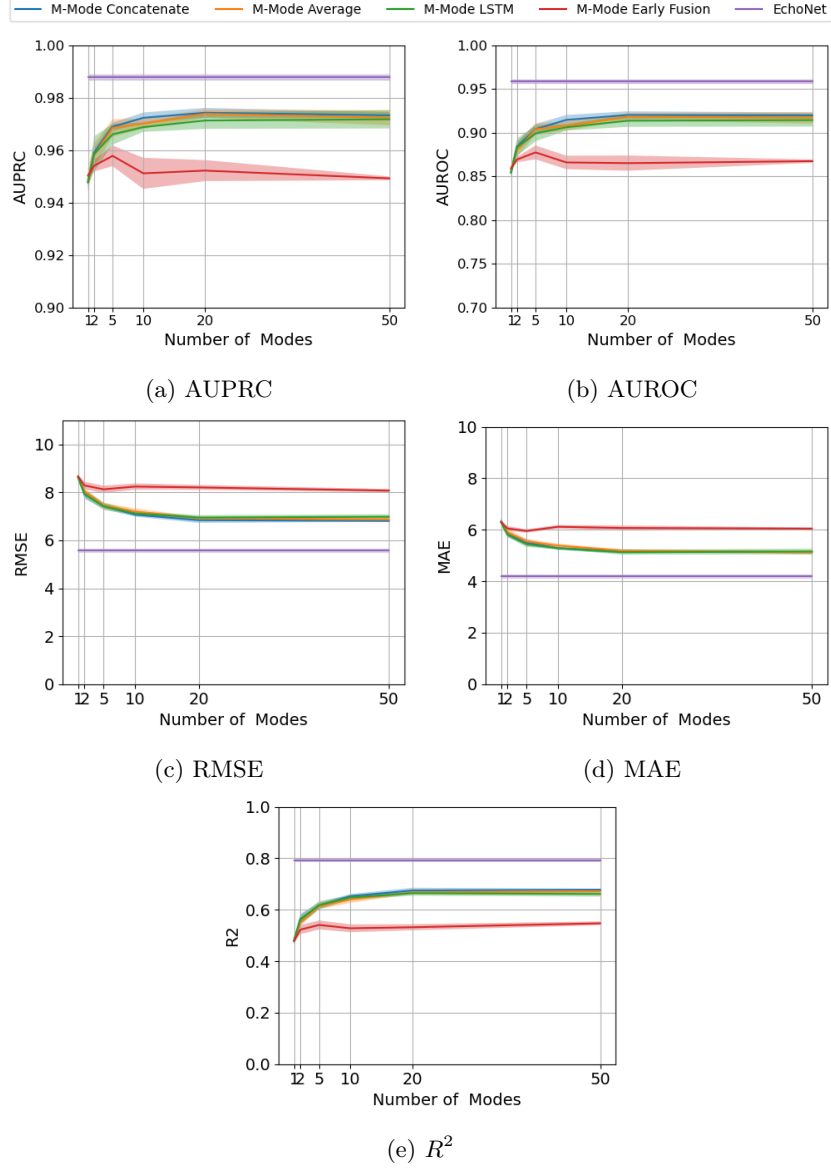 M-Mode Concatenate M-Mode Average M-Mode LSTM M-Mode Early Fusion EchoNet
1.00
0.98
0.96
0.94
0.92
0.90
AUPRC
1 2 5 10 20 50
Number of Modes
(a) AUPRC
1.00
0.95
0.90
0.85
0.80
0.75
0.70
AUROC
1 2 5 10 20 50
Number of Modes
(b) AUROC
10
8
6
4
2
0
RMSE
1 2 5 10 20 50
Number of Modes
(c) RMSE
10
8
6
4
2
0
MAE
1 2 5 10 20 50
Number of Modes
(d) MAE
1.0
0.8
0.6
0.4
0.2
0.0
R2
1 2 5 10 20 50
Number of Modes
(e) R²